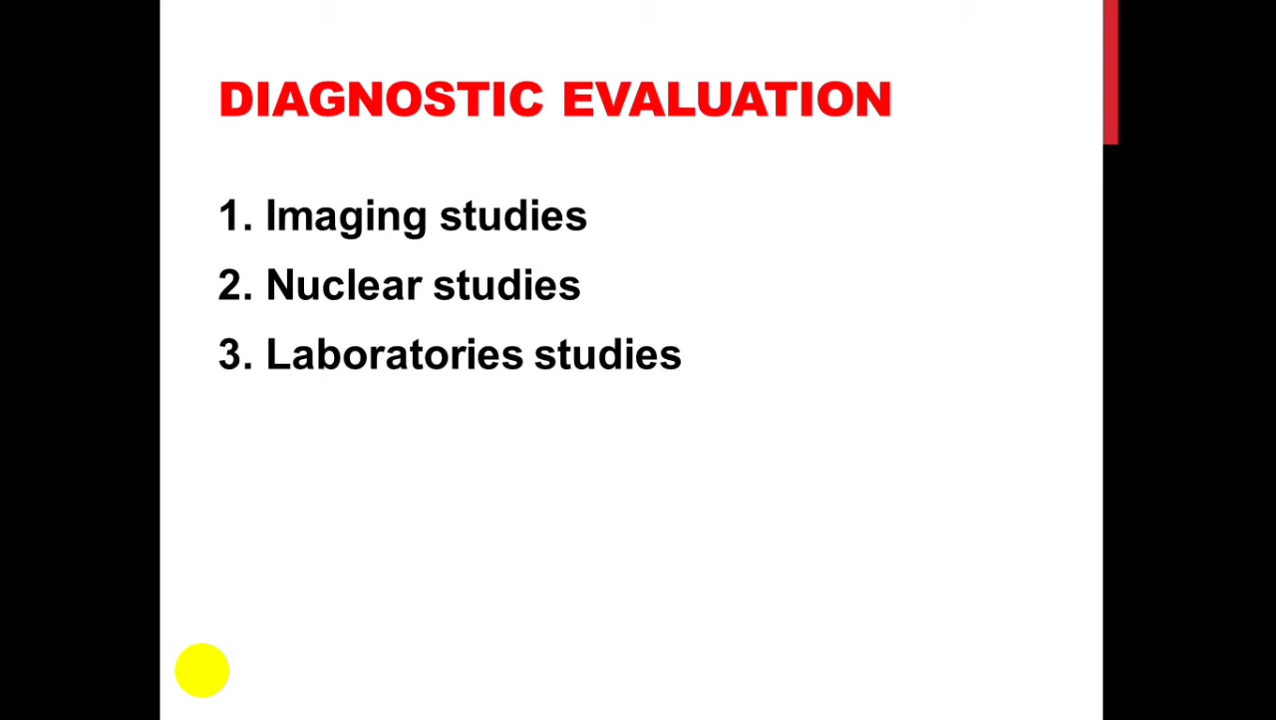 DIAGNOSTIC EVALUATION
1. Imaging studies
2. Nuclear studies
3. Laboratories studies